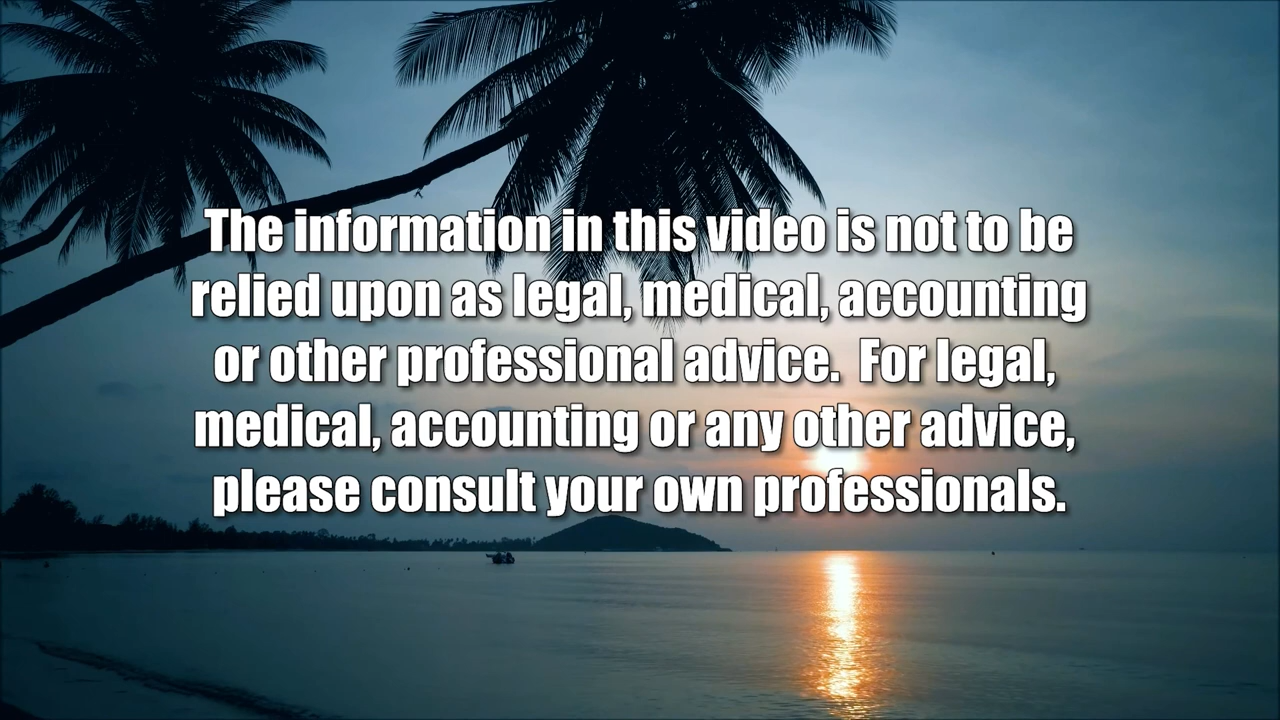 The information in this video is not to be
relied upon as legal, medical, accounting
or other professional advice.  For legal,
medical, accounting or any other advice,
please consult your own professionals.